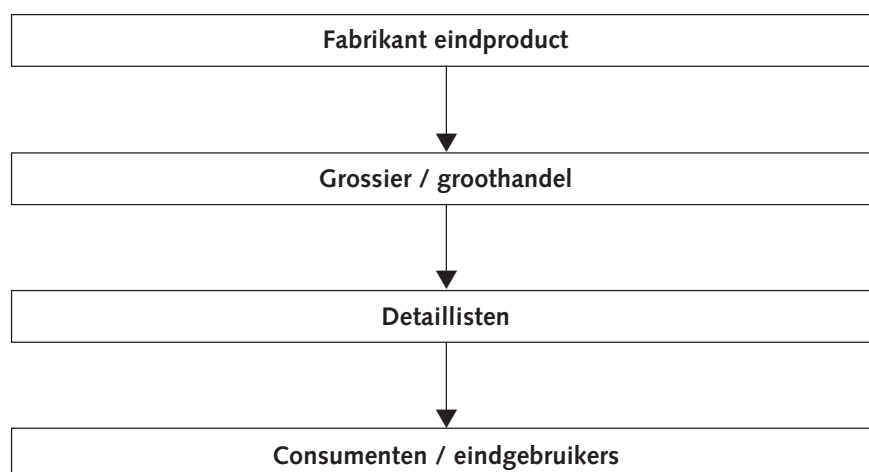 Fabrikant eindproduct
Grossier / groothandel
Detaillisten
Consumenten / eindgebruikers